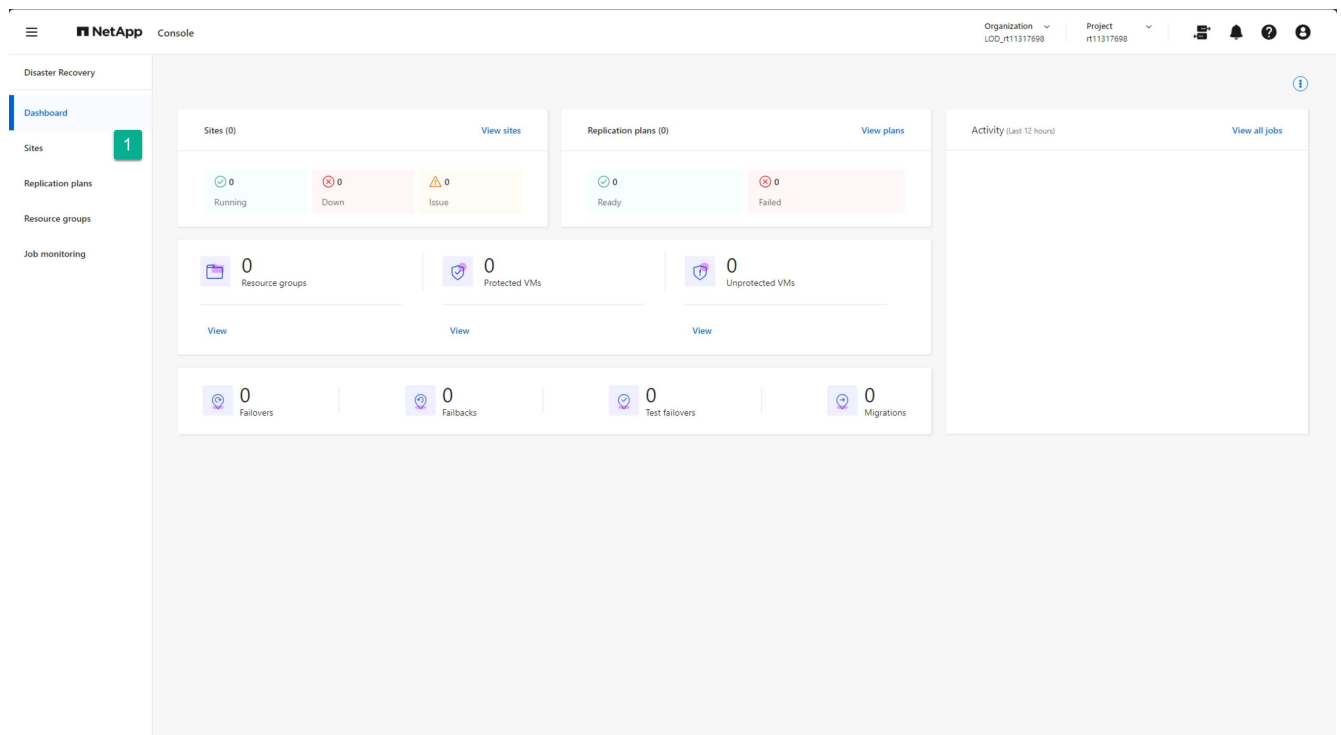 NetApp Console
Organization
LOD_rt11317698
Project
rt11317698
Disaster Recovery
Dashboard
Sites
1
Replication plans
Resource groups
Job monitoring
Sites (0)
View sites
0
Running
0
Down
0
Issue
Replication plans (0)
View plans
0
Ready
0
Failed
Activity (Last 12 hours)
View all jobs
0
Resource groups
View
0
Protected VMs
View
0
Unprotected VMs
View
0
Failovers
0
Failbacks
0
Test failovers
0
Migrations